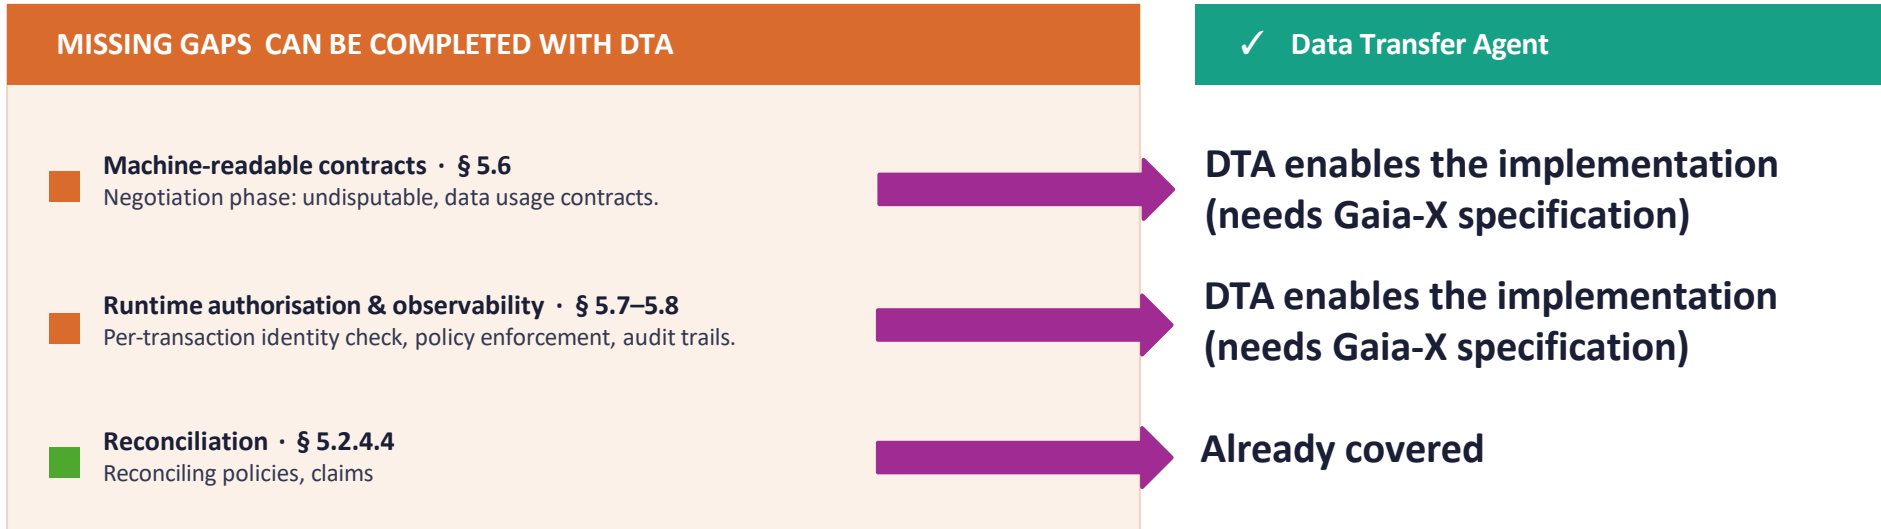 MISSING GAPS CAN BE COMPLETED WITH DTA
✓ Data Transfer Agent
Machine-readable contracts · § 5.6
Negotiation phase: undisputable, data usage contracts.
DTA enables the implementation
(needs Gaia-X specification)
Runtime authorisation & observability · § 5.7–5.8
Per-transaction identity check, policy enforcement, audit trails.
DTA enables the implementation
(needs Gaia-X specification)
Reconciliation · § 5.2.4.4
Reconciling policies, claims
Already covered